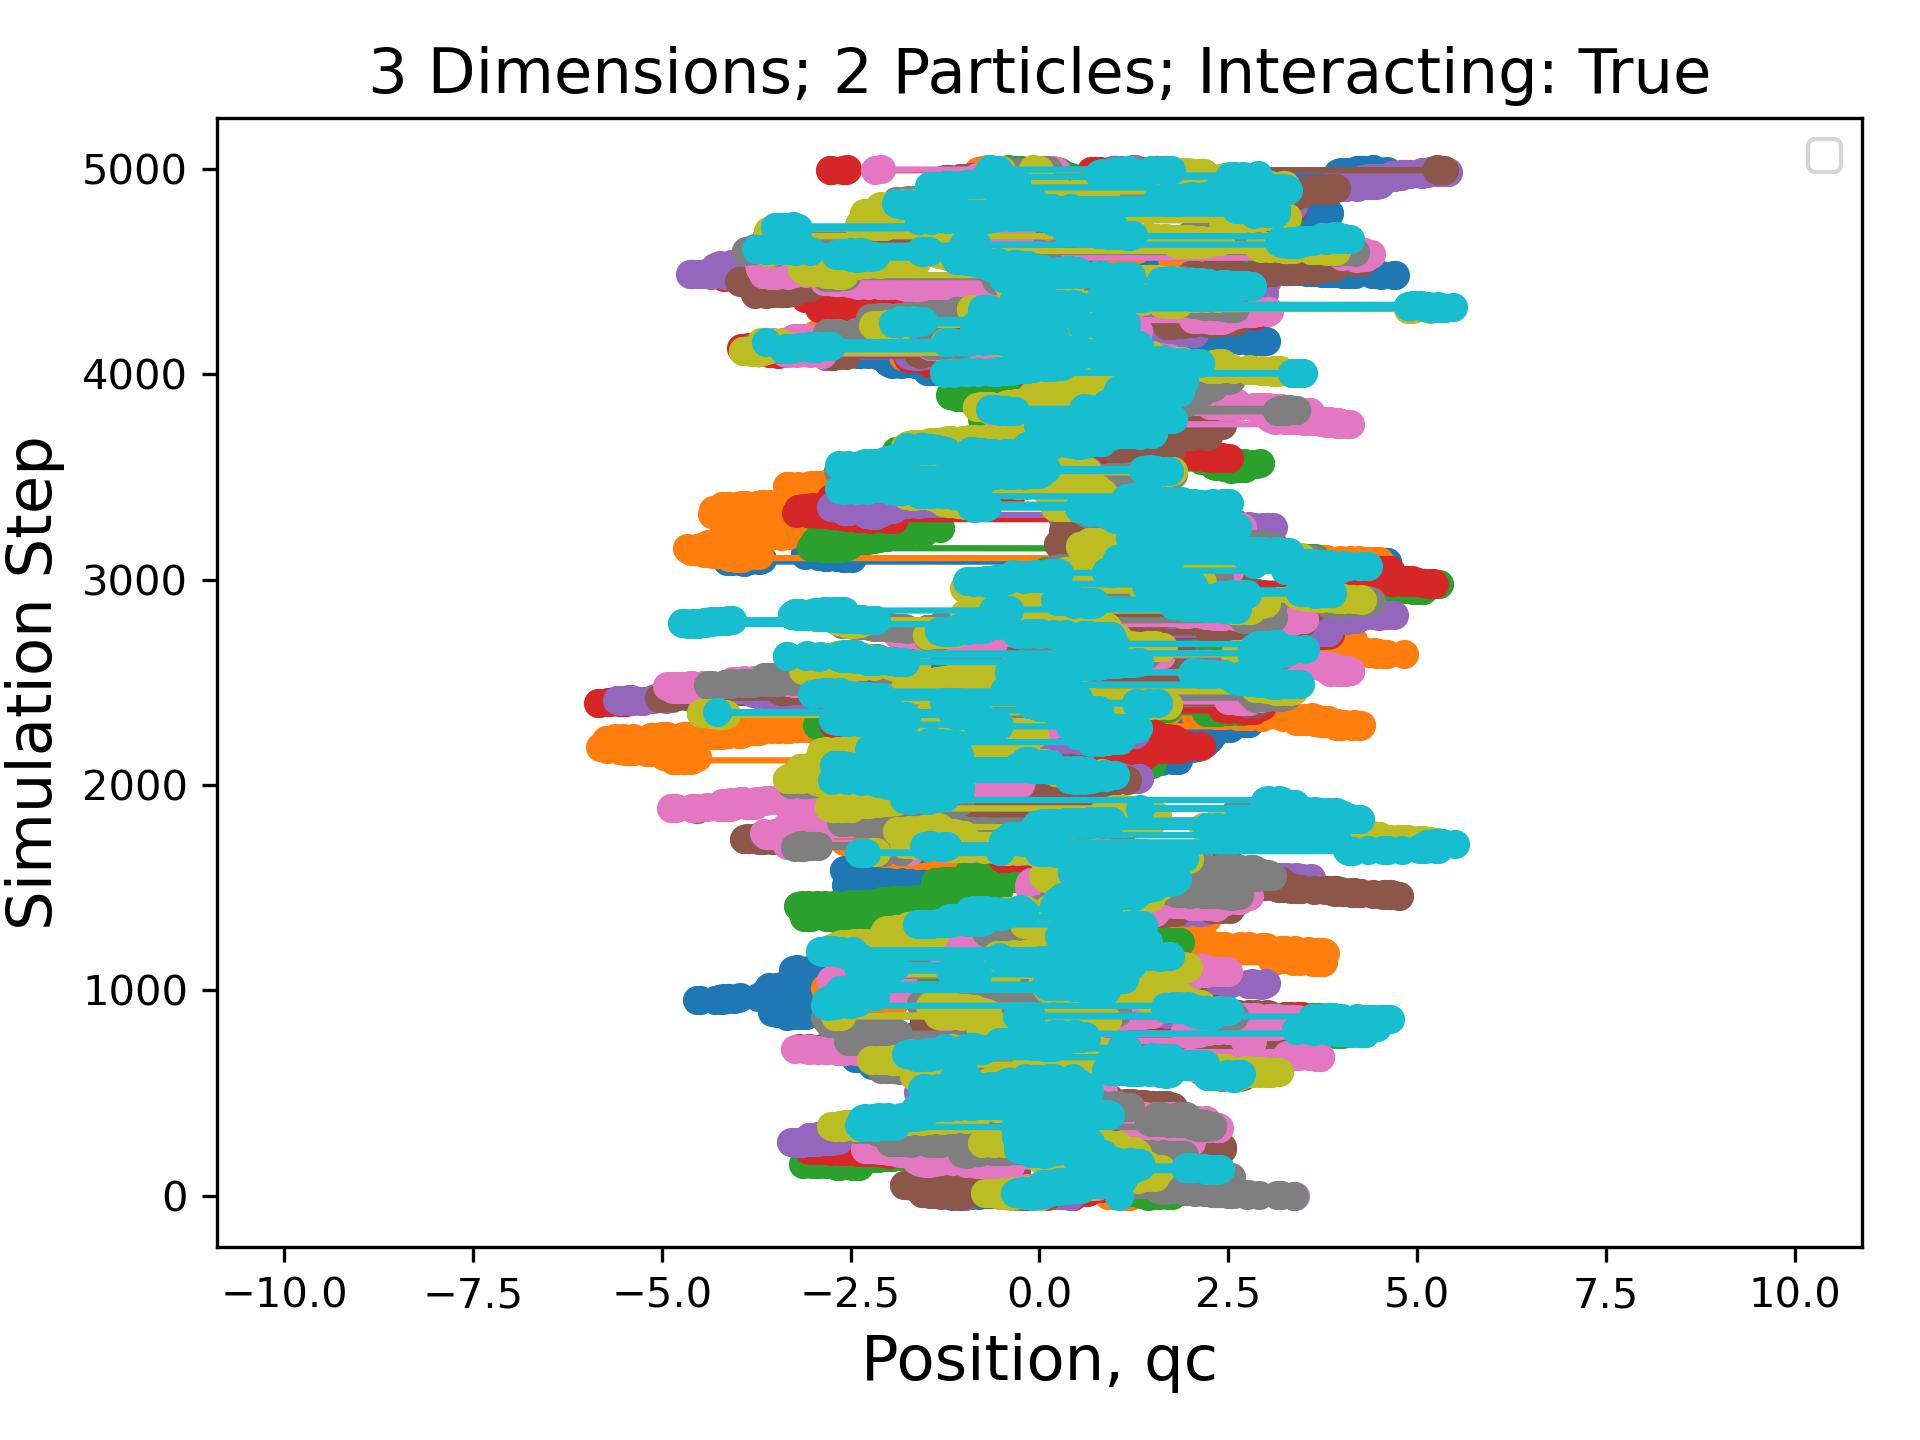 3 Dimensions; 2 Particles; Interacting: True
5000
4000
3000
2000
1000
0
Simulation Step
−10.0 −7.5 −5.0 −2.5 0.0 2.5 5.0 7.5 10.0
Position, qc